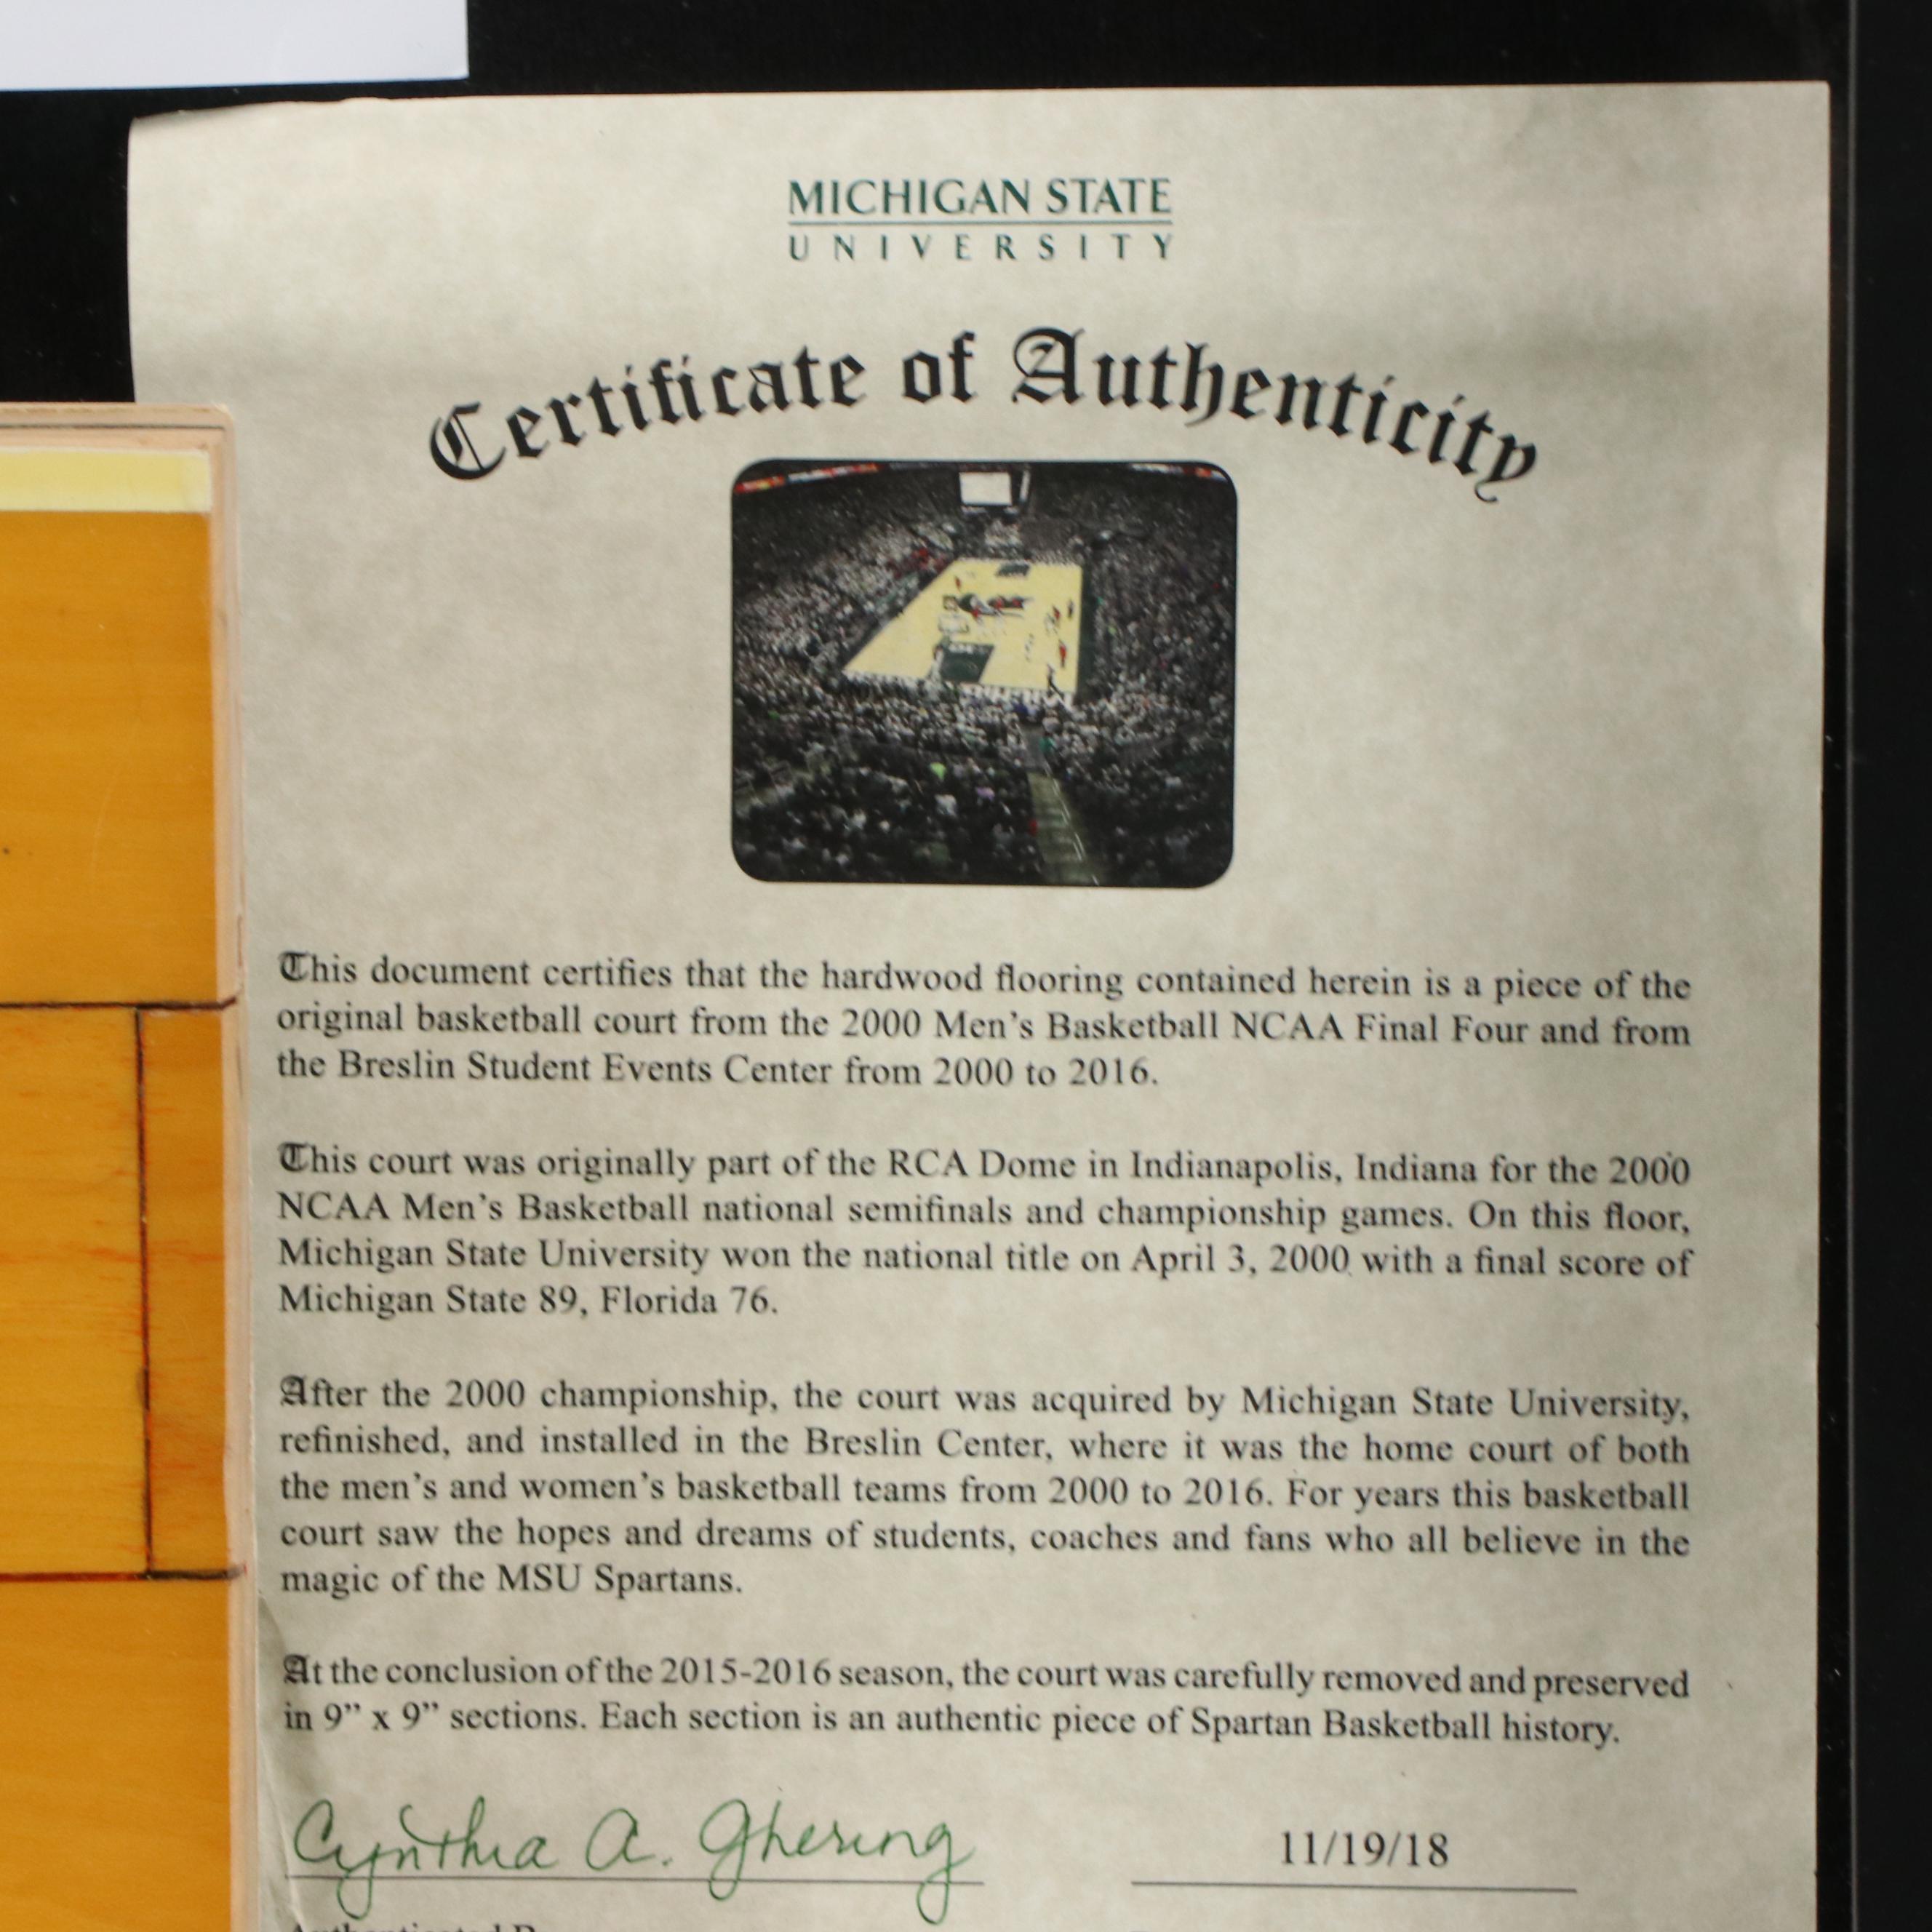 MICHIGAN STATE
UNIVERSITY
Certificate of Authenticity
This document certifies that the hardwood flooring contained herein is a piece of the
original basketball court from the 2000 Men's Basketball NCAA Final Four and from
the Breslin Student Events Center from 2000 to 2016.
This court was originally part of the RCA Dome in Indianapolis, Indiana for the 2000
NCAA Men's Basketball national semifinals and championship games. On this floor,
Michigan State University won the national title on April 3, 2000 with a final score of
Michigan State 89, Florida 76.
After the 2000 championship, the court was acquired by Michigan State University,
refinished, and installed in the Breslin Center, where it was the home court of both
the men's and women's basketball teams from 2000 to 2016. For years this basketball
court saw the hopes and dreams of students, coaches and fans who all believe in the
magic of the MSU Spartans.
At the conclusion of the 2015-2016 season, the court was carefully removed and preserved
in 9" x 9" sections. Each section is an authentic piece of Spartan Basketball history.
Cynthia A. Ghering
11/19/18